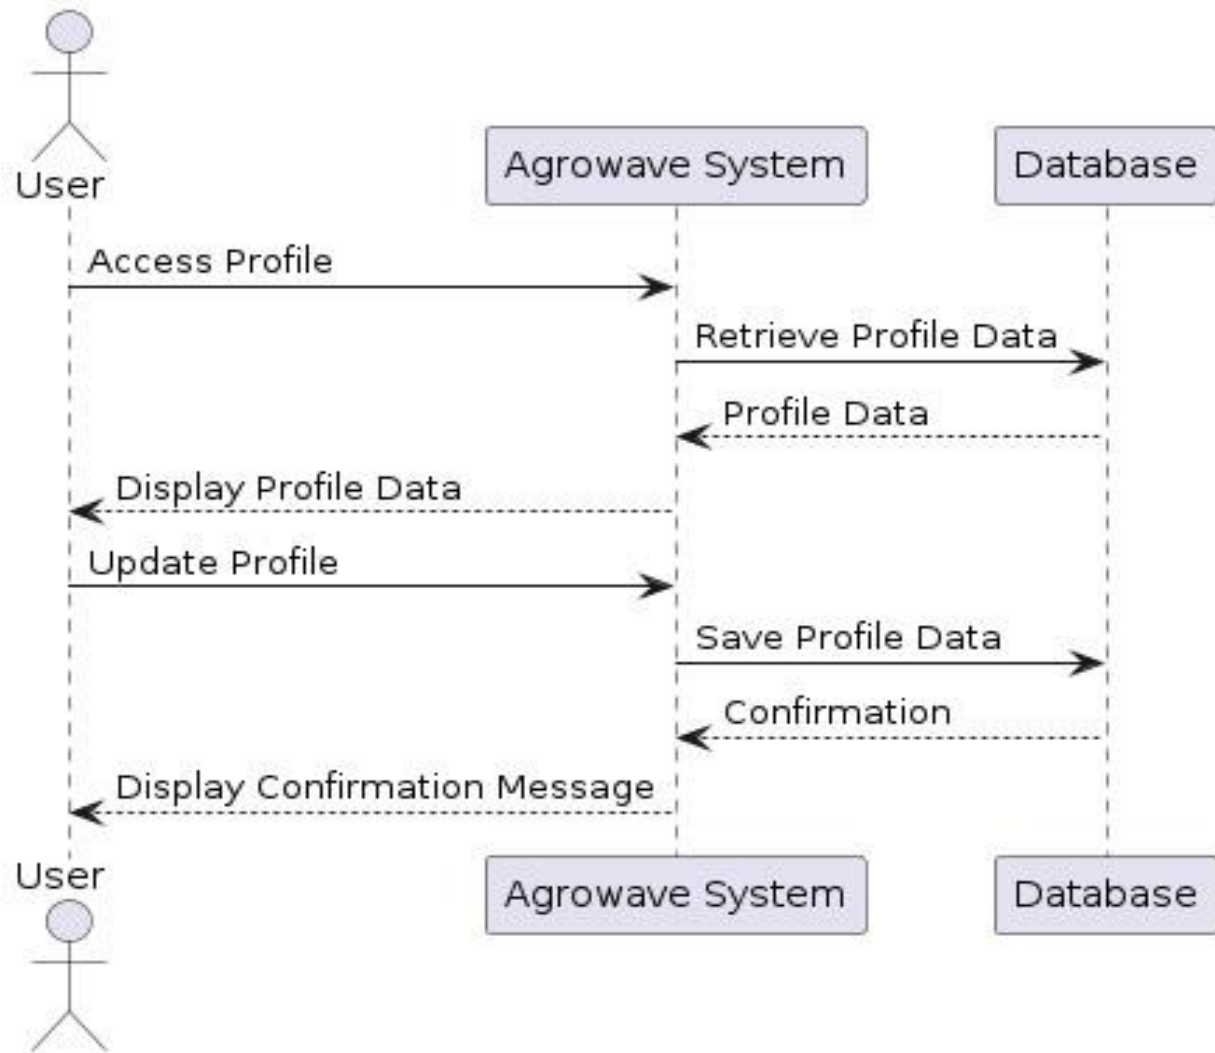 User
Agrowave System
Database
Access Profile
Retrieve Profile Data
Profile Data
Display Profile Data
Update Profile
Save Profile Data
Confirmation
Display Confirmation Message
User
Agrowave System
Database